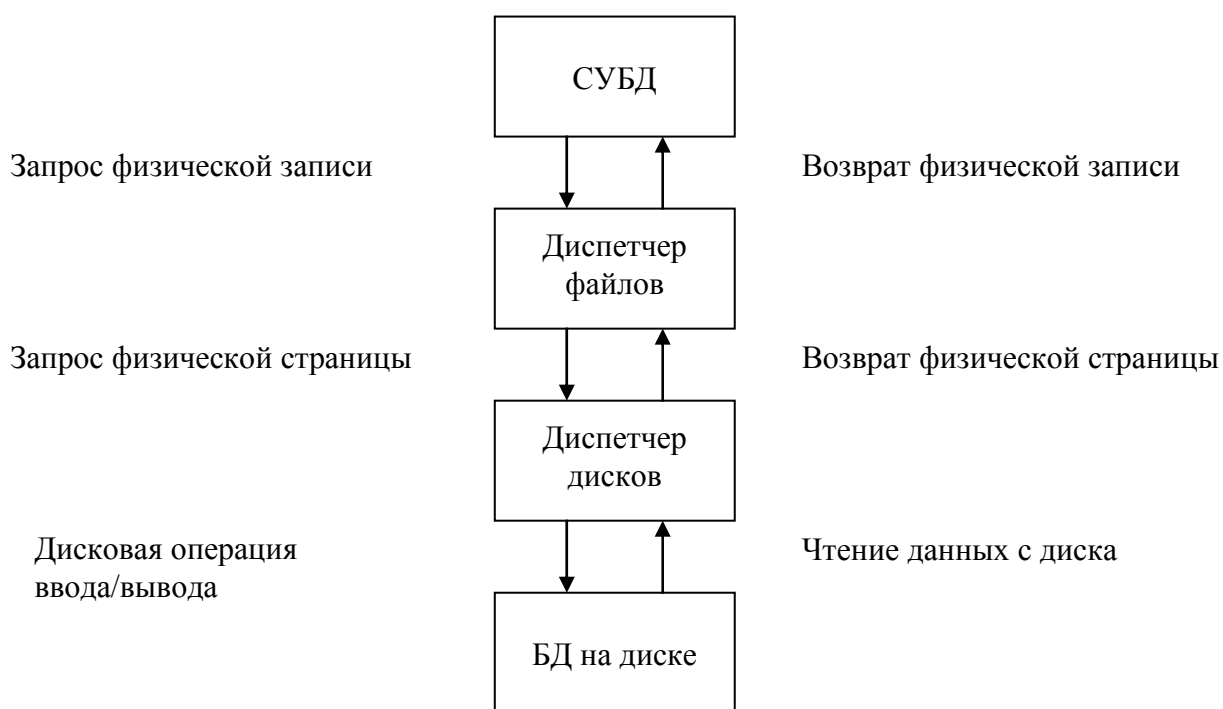 СУБД
Запрос физической записи
Возврат физической записи
Диспетчер
файлов
Запрос физической страницы
Возврат физической страницы
Диспетчер
дисков
Дисковая операция
ввода/вывода
Чтение данных с диска
БД на диске